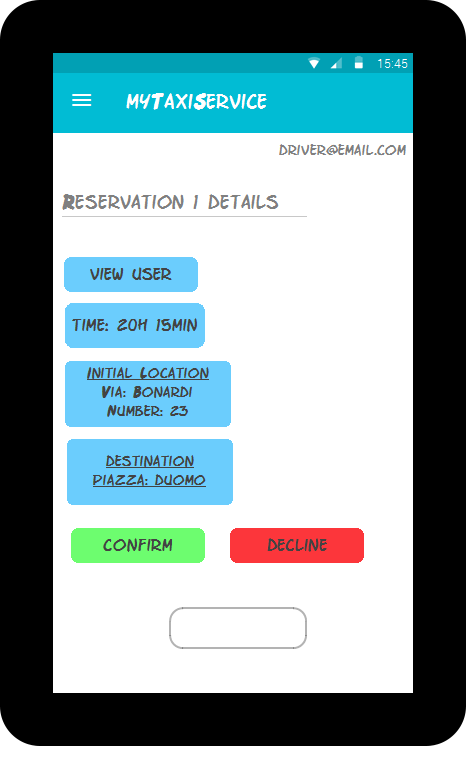 15:45
myTaxiService
driver@email.com
Reservation 1 details
View user
Time: 20h 15min
Initial Location
Via: Bonardi
Number: 23
Destination
Piazza: Duomo
Confirm
Decline